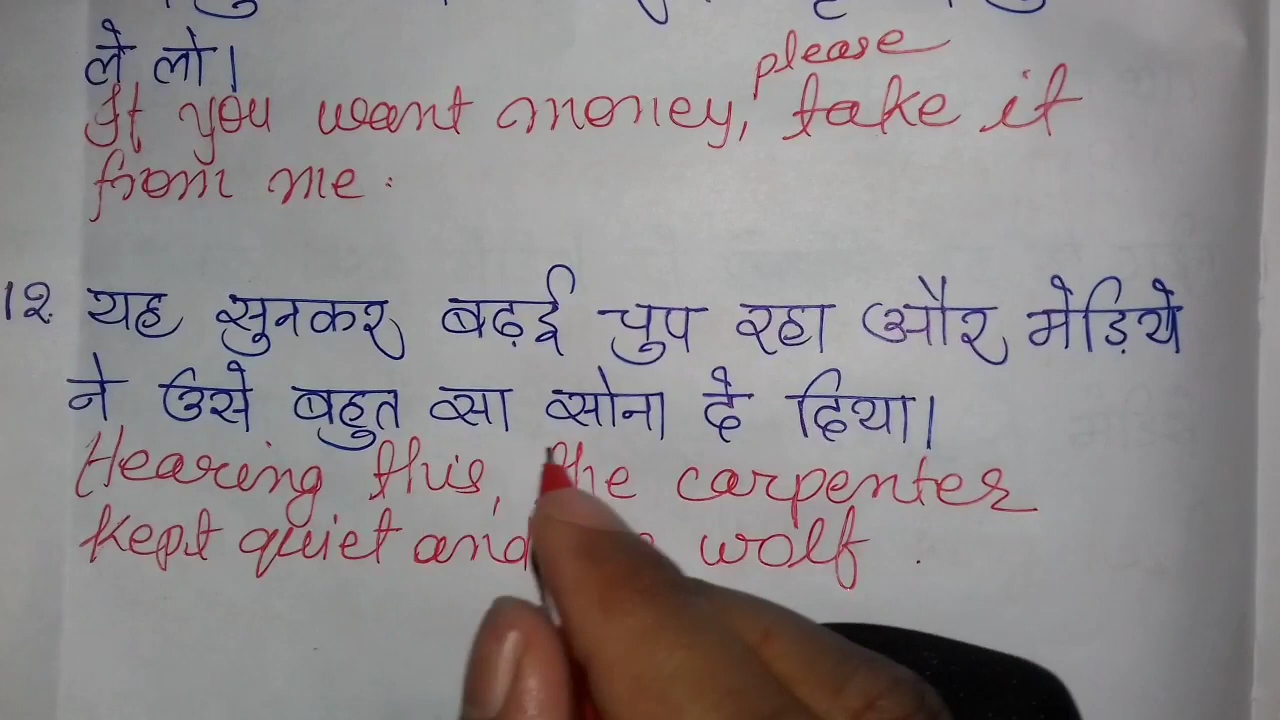 ले लो।
please
If you want money, take it
from me.
12. यह सुनकर बढ़ई चुप रहा और भेड़िये
ने उसे बहुत सा सोना दे दिया।
Hearing this, the carpenter
kept quiet and wolf